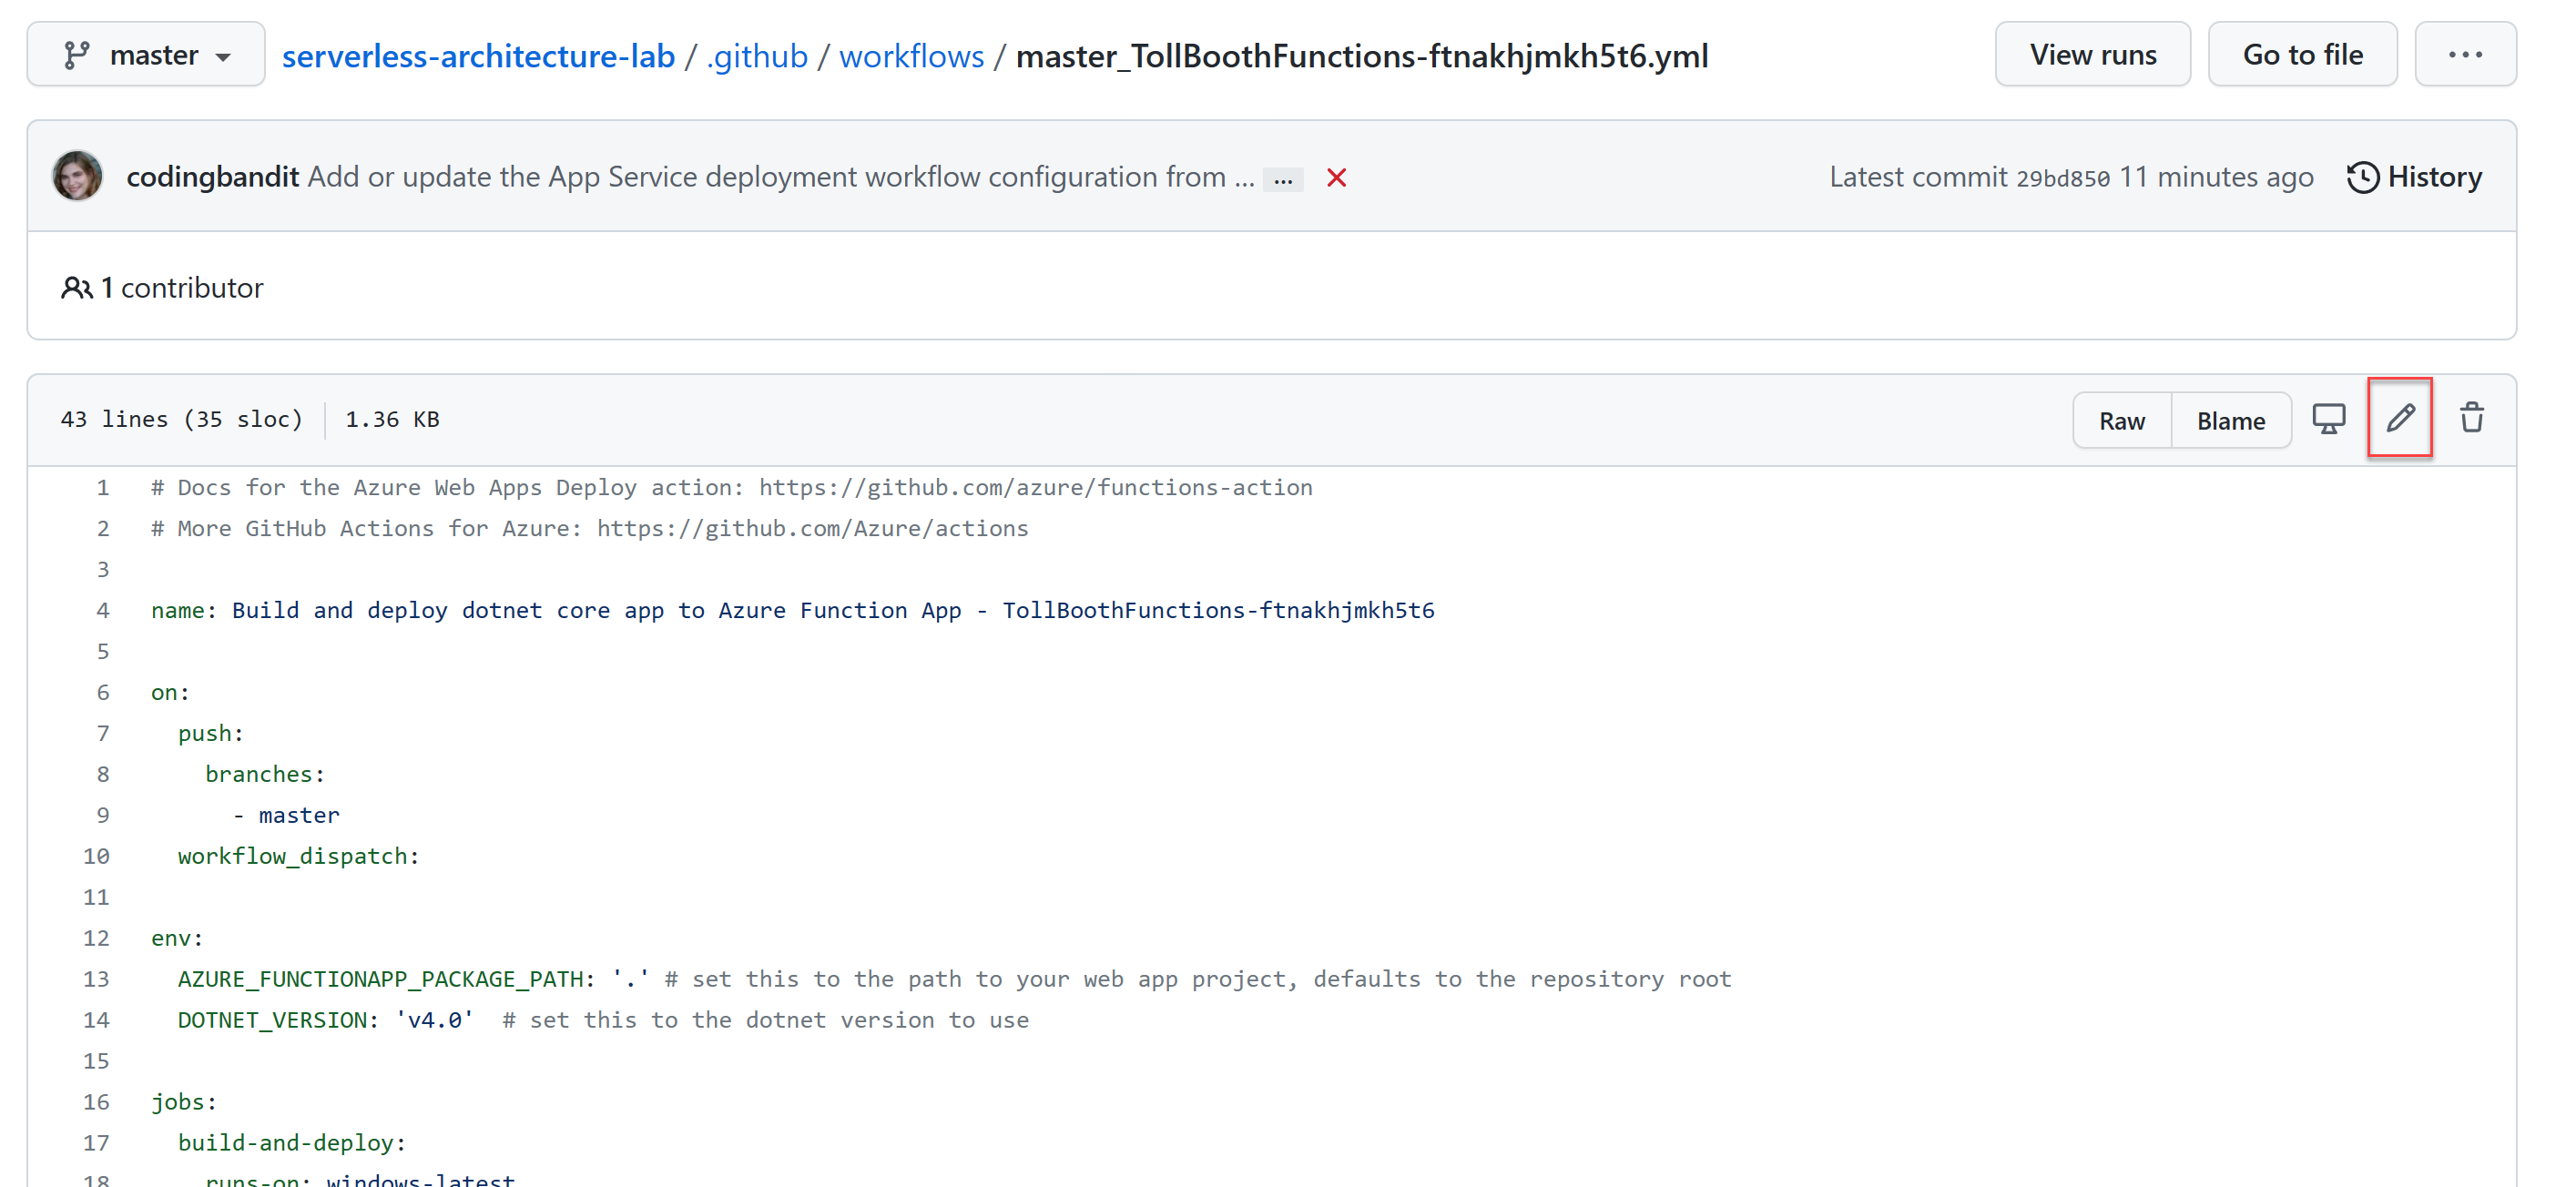 master serverless-architecture-lab / .github / workflows / master_TollBoothFunctions-ftnakhjmkh5t6.yml View runs Go to file ...
codingbandit Add or update the App Service deployment workflow configuration from ... ... Latest commit 29bd850 11 minutes ago History
1 contributor
43 lines (35 sloc) 1.36 KB Raw Blame
1 # Docs for the Azure Web Apps Deploy action: https://github.com/azure/functions-action
2 # More GitHub Actions for Azure: https://github.com/Azure/actions
3
4 name: Build and deploy dotnet core app to Azure Function App - TollBoothFunctions-ftnakhjmkh5t6
5
6 on:
7 push:
8 branches:
9 - master
10 workflow_dispatch:
11
12 env:
13 AZURE_FUNCTIONAPP_PACKAGE_PATH: '.' # set this to the path to your web app project, defaults to the repository root
14 DOTNET_VERSION: 'v4.0' # set this to the dotnet version to use
15
16 jobs:
17 build-and-deploy:
18 runs-on: windows-latest